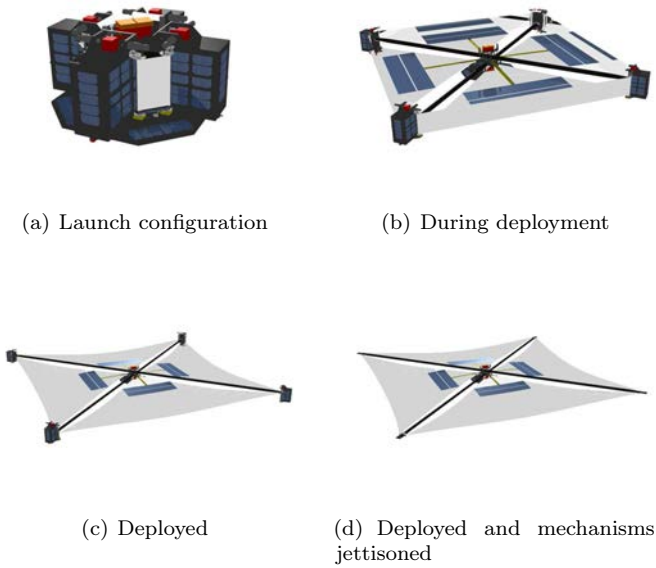 (a) Launch configuration
(b) During deployment
(c) Deployed
(d) Deployed and mechanisms
jettisoned